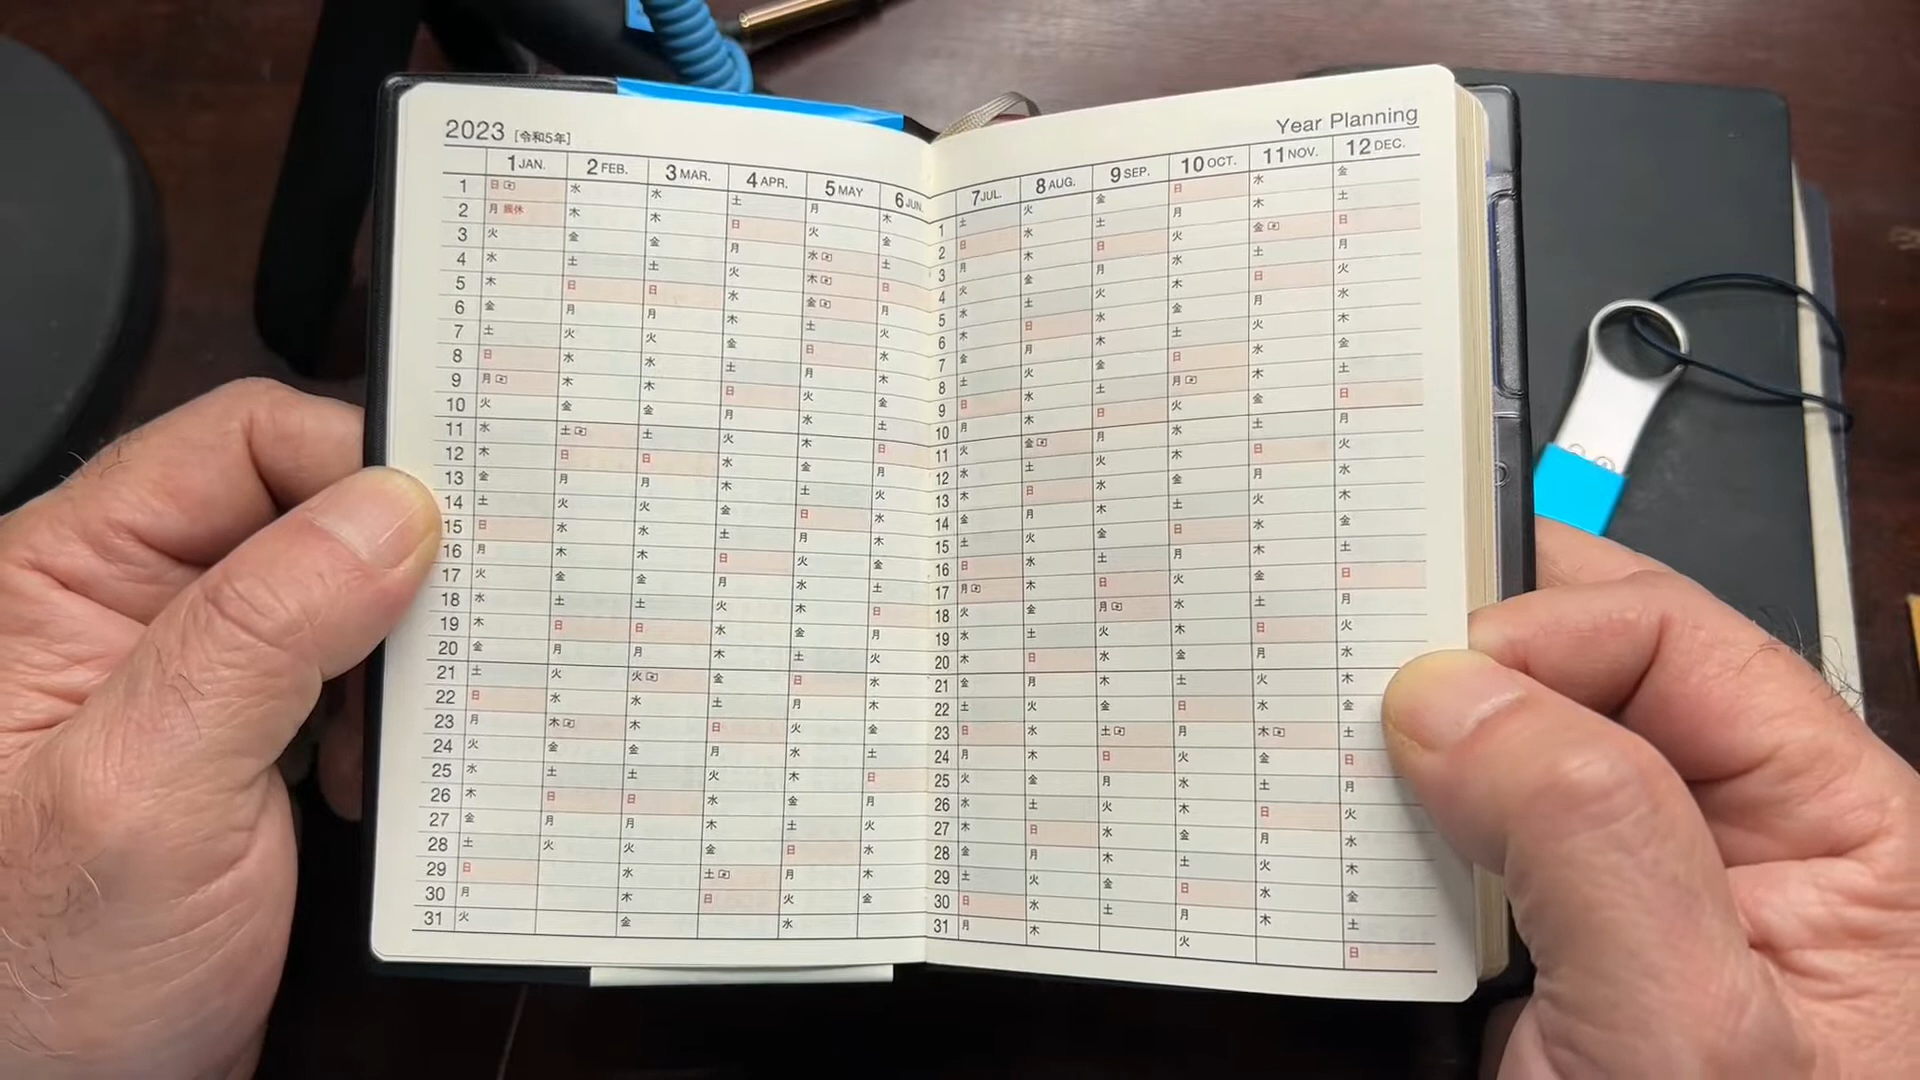 2023 [令和5年]
1 JAN. 2 FEB. 3 MAR. 4 APR. 5 MAY 6 JUN.
1 日 水 水 土 月 木
2 月 振休 木 木 日 火 金
3 火 金 金 月 水 土
4 水 土 土 火 木 日
5 木 日 日 水 金 月
6 金 月 月 木 土 火
7 土 火 火 金 日 水
8 日 水 水 土 月 木
9 月 木 木 日 火 金
10 火 金 金 月 水 土
11 水 土 土 火 木 日
12 木 日 日 水 金 月
13 金 月 月 木 土 火
14 土 火 火 金 日 水
15 日 水 水 土 月 木
16 月 木 木 日 火 金
17 火 金 金 月 水 土
18 水 土 土 火 木 日
19 木 日 日 水 金 月
20 金 月 月 木 土 火
21 土 火 火 金 日 水
22 日 水 水 土 月 木
23 月 木 木 日 火 金
24 火 金 金 月 水 土
25 水 土 土 火 木 日
26 木 日 日 水 金 月
27 金 月 月 木 土 火
28 土 火 火 金 日 水
29 日 水 土 月 木
30 月 木 日 火 金
31 火 金 水
Year Planning
7 JUL. 8 AUG. 9 SEP. 10 OCT. 11 NOV. 12 DEC.
1 土 火 金 日 水 金
2 日 水 土 月 木 土
3 月 木 日 火 金 日
4 火 金 月 水 土 月
5 水 土 火 木 日 火
6 木 日 水 金 月 水
7 金 月 木 土 火 木
8 土 火 金 日 水 金
9 日 水 土 月 木 土
10 月 木 日 火 金 日
11 火 金 月 水 土 月
12 水 土 火 木 日 火
13 木 日 水 金 月 水
14 金 月 木 土 火 木
15 土 火 金 日 水 金
16 日 水 土 月 木 土
17 月 木 日 火 金 日
18 火 金 月 水 土 月
19 水 土 火 木 日 火
20 木 日 水 金 月 水
21 金 月 木 土 火 木
22 土 火 金 日 水 金
23 日 水 土 月 木 土
24 月 木 日 火 金 日
25 火 金 月 水 土 月
26 水 土 火 木 日 火
27 木 日 水 金 月 水
28 金 月 木 土 火 木
29 土 火 金 日 水 金
30 日 水 土 月 木 土
31 月 木 火 日